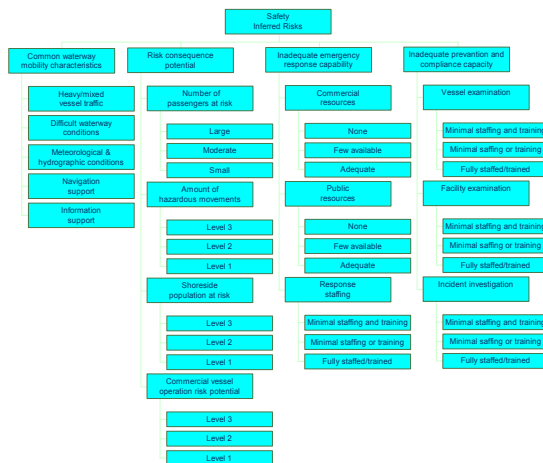 Safety
Inferred Risks
Common waterway
mobility characteristics
Heavy/mixed
vessel traffic
Difficult waterway
conditions
Meteorological &
hydrographic conditions
Navigation
support
Information
support
Risk consequence
potential
Number of
passengers at risk
Large
Moderate
Small
Amount of
hazardous movements
Level 3
Level 2
Level 1
Shoreside
population at risk
Level 3
Level 2
Level 1
Commercial vessel
operation risk potential
Level 3
Level 2
Level 1
Inadequate emergency
response capability
Commercial
resources
None
Few available
Adequate
Public
resources
None
Few available
Adequate
Response
staffing
Minimal staffing and training
Minimal staffing or training
Fully staffed/trained
Inadequate prevantion and
compliance capacity
Vessel examination
Minimal staffing and training
Minimal saffing or training
Fully staffed/trained
Facility examination
Minimal staffing and training
Minimal saffing or training
Fully staffed/trained
Incident investigation
Minimal staffing and training
Minimal saffing or training
Fully staffed/trained